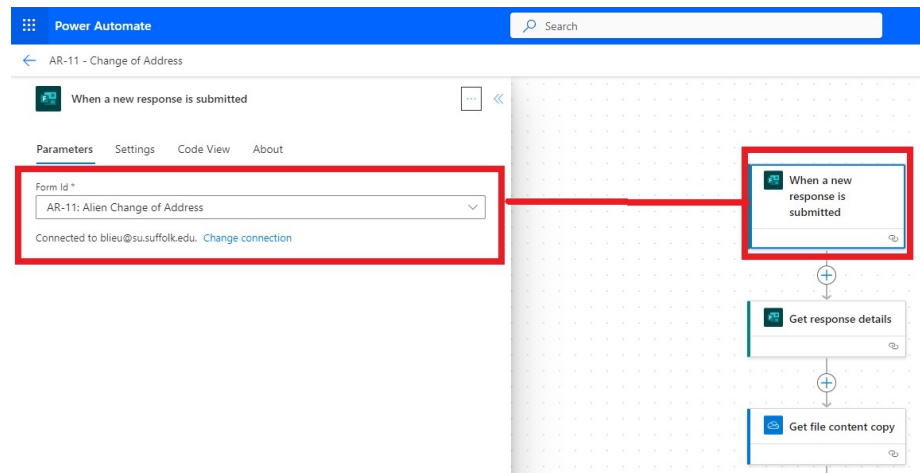 Power Automate
Search
AR-11 - Change of Address
When a new response is submitted
Parameters Settings Code View About
Form Id *
AR-11: Alien Change of Address
Connected to blieu@su.suffolk.edu. Change connection
When a new
response is
submitted
Get response details
Get file content copy